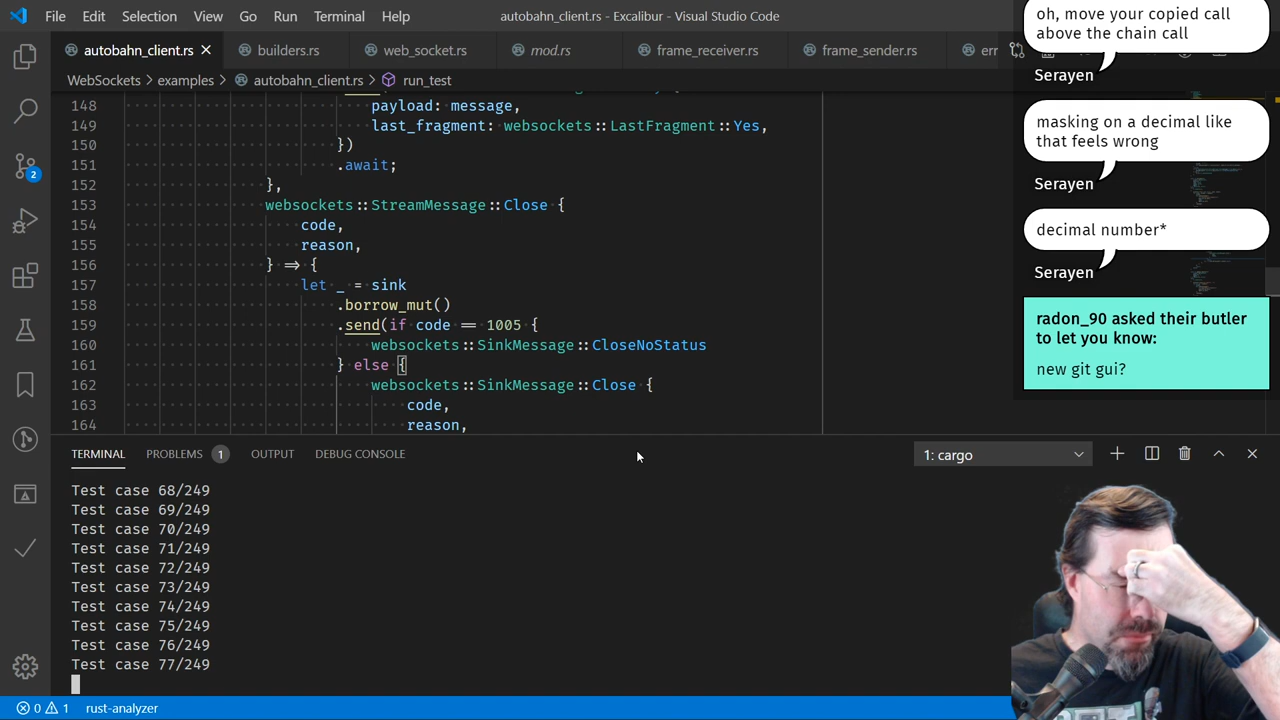 File Edit Selection View Go Run Terminal Help
autobahn_client.rs - Excalibur - Visual Studio Code
autobahn_client.rs builders.rs web_socket.rs mod.rs frame_receiver.rs frame_sender.rs err
WebSockets > examples > autobahn_client.rs > run_test
148 payload: message,
149 last_fragment: websockets::LastFragment::Yes,
150 })
151 .await;
152 },
153 websockets::StreamMessage::Close {
154 code,
155 reason,
156 } => {
157 let _ = sink
158 .borrow_mut()
159 .send(if code == 1005 {
160 websockets::SinkMessage::CloseNoStatus
161 } else {
162 websockets::SinkMessage::Close {
163 code,
164 reason,
TERMINAL PROBLEMS 1 OUTPUT DEBUG CONSOLE
1: cargo
Test case 68/249
Test case 69/249
Test case 70/249
Test case 71/249
Test case 72/249
Test case 73/249
Test case 74/249
Test case 75/249
Test case 76/249
Test case 77/249
2
0 1 rust-analyzer
oh, move your copied call
above the chain call
Serayen
masking on a decimal like
that feels wrong
Serayen
decimal number*
Serayen
radon_90 asked their butler
to let you know:
new git gui?